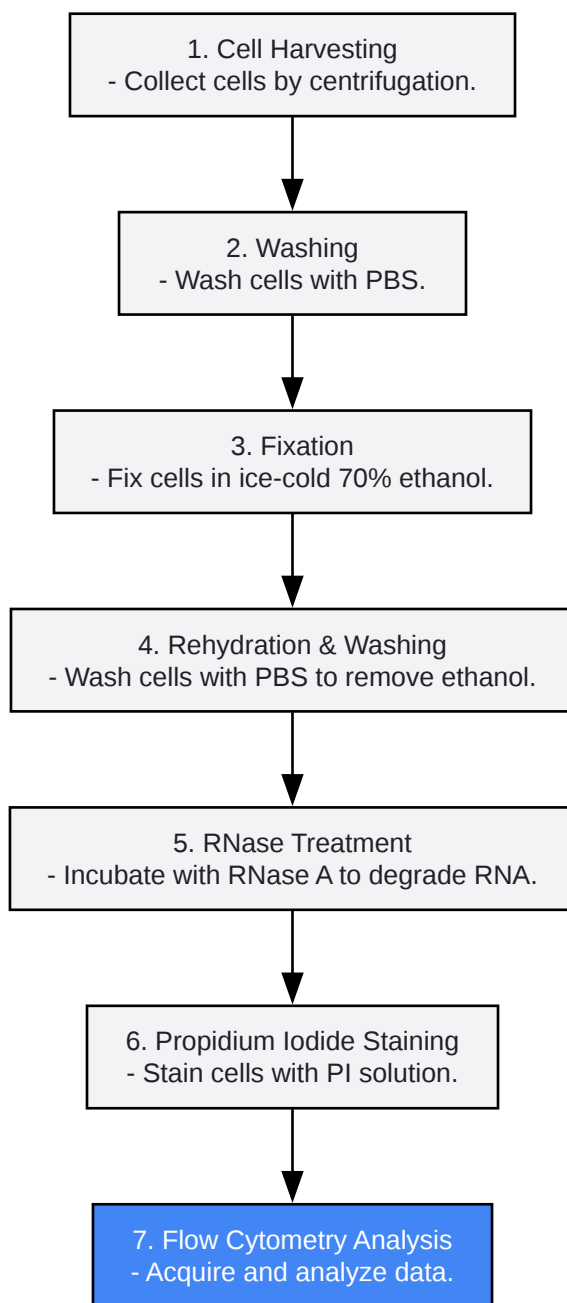 1. Cell Harvesting
- Collect cells by centrifugation.
2. Washing
- Wash cells with PBS.
3. Fixation
- Fix cells in ice-cold 70% ethanol.
4. Rehydration & Washing
- Wash cells with PBS to remove ethanol.
5. RNase Treatment
- Incubate with RNase A to degrade RNA.
6. Propidium Iodide Staining
- Stain cells with PI solution.
7. Flow Cytometry Analysis
- Acquire and analyze data.